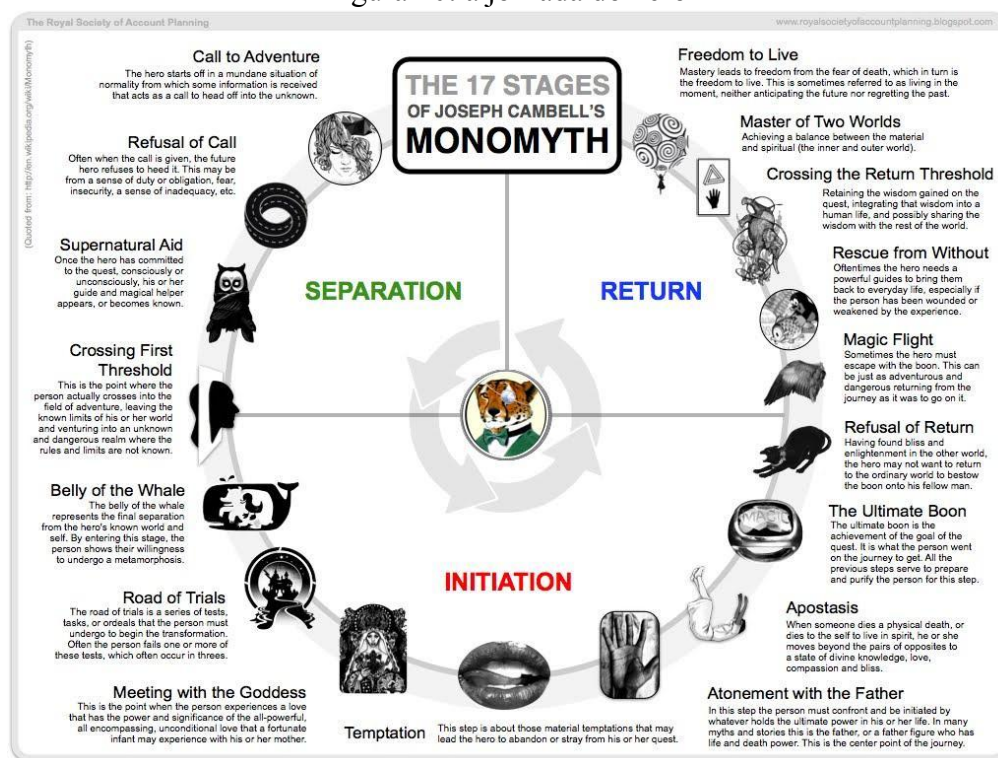 The Royal Society of Account Planning
www.royalsocietyofaccountplanning.blogspot.com
(Quoted from: http://en.wikipedia.org/wiki/Monomyth)
THE 17 STAGES
OF JOSEPH CAMBELL'S
MONOMYTH
Call to Adventure
The hero starts off in a mundane situation of
normality from which some information is received
that acts as a call to head off into the unknown.
Refusal of Call
Often when the call is given, the future
hero refuses to heed it. This may be
from a sense of duty or obligation, fear,
insecurity, a sense of inadequacy, etc.
Supernatural Aid
Once the hero has committed
to the quest, consciously or
unconsciously, his or her
guide and magical helper
appears, or becomes known.
Crossing First
Threshold
This is the point where the
person actually crosses into the
field of adventure, leaving the
known limits of his or her world
and venturing into an unknown
and dangerous realm where the
rules and limits are not known.
Belly of the Whale
The belly of the whale
represents the final separation
from the hero's known world and
self. By entering this stage, the
person shows their willingness
to undergo a metamorphosis.
Road of Trials
The road of trials is a series of tests,
tasks, or ordeals that the person must
undergo to begin the transformation.
Often the person fails one or more of
these tests, which often occur in threes.
Meeting with the Goddess
This is the point when the person experiences a love
that has the power and significance of the all-powerful,
all encompassing, unconditional love that a fortunate
infant may experience with his or her mother.
SEPARATION
RETURN
INITIATION
Temptation
This step is about those material temptations that may
lead the hero to abandon or stray from his or her quest.
Freedom to Live
Mastery leads to freedom from the fear of death, which in turn is
the freedom to live. This is sometimes referred to as living in the
moment, neither anticipating the future nor regretting the past.
Master of Two Worlds
Achieving a balance between the material
and spiritual (the inner and outer world).
Crossing the Return Threshold
Retaining the wisdom gained on the
quest, integrating that wisdom into a
human life, and possibly sharing the
wisdom with the rest of the world.
Rescue from Without
Oftentimes the hero needs a
powerful guides to bring them
back to everyday life, especially if
the person has been wounded or
weakened by the experience.
Magic Flight
Sometimes the hero must
escape with the boon. This can
be just as adventurous and
dangerous returning from the
journey as it was to go on it.
Refusal of Return
Having found bliss and
enlightenment in the other world,
the hero may not want to return
to the ordinary world to bestow
the boon onto his fellow man.
MAGIC
The Ultimate Boon
The ultimate boon is the
achievement of the goal of the
quest. It is what the person went
on the journey to get. All the
previous steps serve to prepare
and purify the person for this step.
Apostasis
When someone dies a physical death, or
dies to the self to live in spirit, he or she
moves beyond the pairs of opposites to
a state of divine knowledge, love,
compassion and bliss.
Atonement with the Father
In this step the person must confront and be initiated by
whatever holds the ultimate power in his or her life. In many
myths and stories this is the father, or a father figure who has
life and death power. This is the center point of the journey.